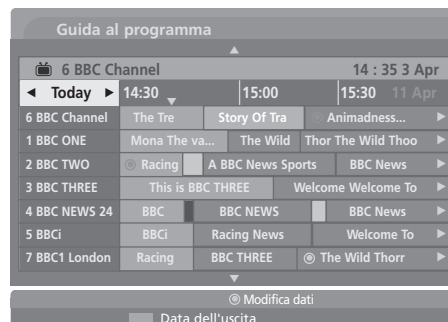 Guida al programma
6 BBC Channel 14 : 35 3 Apr
Today 14:30 15:00 15:30 11 Apr
6 BBC Channel The Tre Story Of Tra Animadness...
1 BBC ONE Mona The va... The Wild Thor The Wild Thoo
2 BBC TWO Racing A BBC News Sports BBC News
3 BBC THREE This is BBC THREE Welcome Welcome To
4 BBC NEWS 24 BBC BBC NEWS BBC News
5 BBCi BBCi Racing News Welcome To
7 BBC1 London Racing BBC THREE The Wild Thorr
Modifica dati
Data dell'uscita